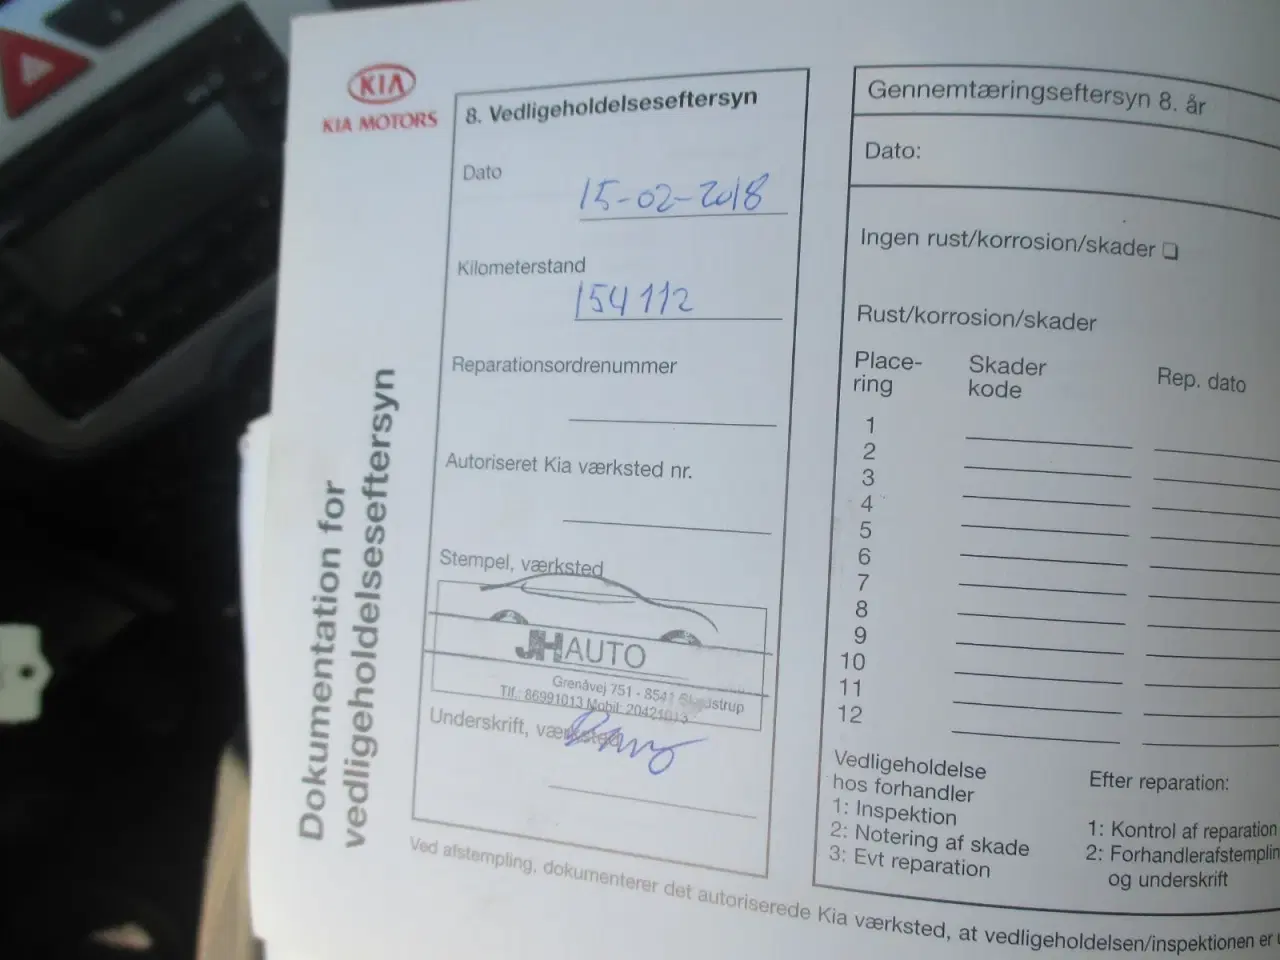 KIA
KIA MOTORS
Dokumentation for
vedligeholdelseseftersyn
8. Vedligeholdelseseftersyn
Dato
15-02-2018
Kilometerstand
154112
Reparationsordrenummer
Autoriseret Kia værksted nr.
Stempel, værksted
JH AUTO
Grenåvej 751 - 8541
Tlf.: 86991013 Mobil: 20421013
Underskrift, værksted
Ved afstempling, dokumenterer det autoriserede Kia værksted, at vedligeholdelsen/inspektionen er
Gennemtæringseftersyn 8. år
Dato:
Ingen rust/korrosion/skader
Rust/korrosion/skader
Place-
ring
Skader
kode
Rep. dato
1
2
3
4
5
6
7
8
9
10
11
12
Vedligeholdelse
hos forhandler
1: Inspektion
2: Notering af skade
3: Evt reparation
Efter reparation:
1: Kontrol af reparation
2: Forhandlerafstemplin
og underskrift